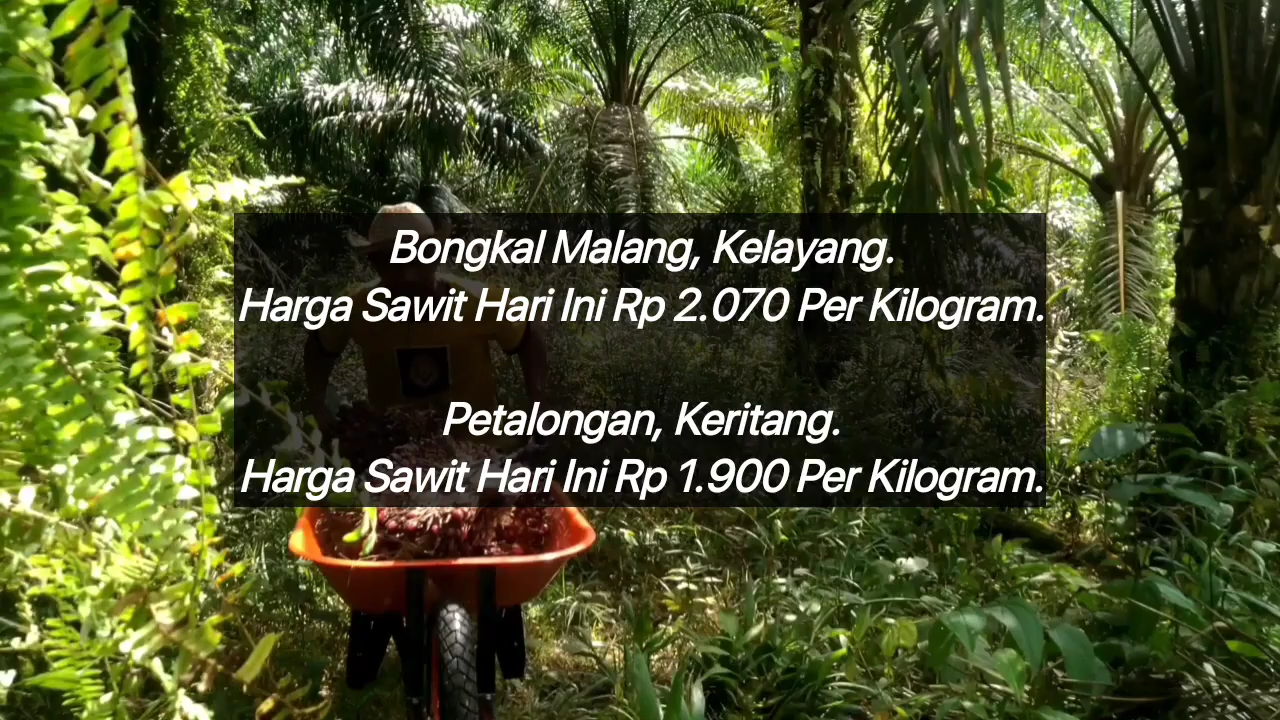 Bongkal Malang, Kelayang.
Harga Sawit Hari Ini Rp 2.070 Per Kilogram.
Petalongan, Keritang.
Harga Sawit Hari Ini Rp 1.900 Per Kilogram.